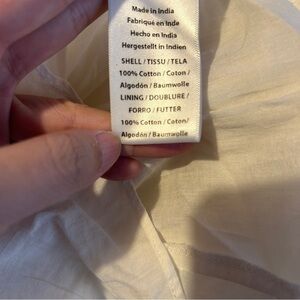 Made in India
Fabriqué en Inde
Hecho en India
Hergestellt in Indien
SHELL / TISSU / TELA
100% Cotton / Coton/
Algodón / Baumwolle
LINING / DOUBLURE /
FORRO / FUTTER
100% Cotton / Coton/
Algodón / Baumwolle